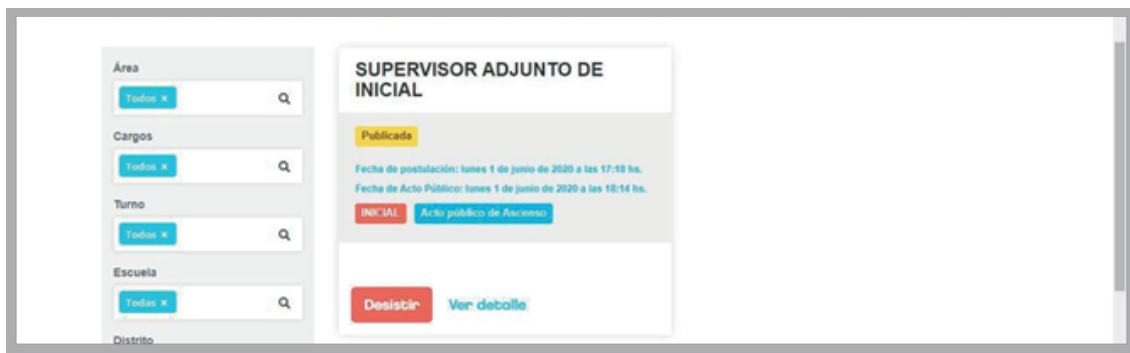 Área
Todos ×
Cargos
Todos ×
Turno
Todos ×
Escuela
Todas ×
Distrito
SUPERVISOR ADJUNTO DE
INICIAL
Publicada
Fecha de postulación: lunes 1 de junio de 2020 a las 17:18 hs.
Fecha de Acto Público: lunes 1 de junio de 2020 a las 18:14 hs.
INICIAL Acto público de Ascenso
Desistir Ver detalle